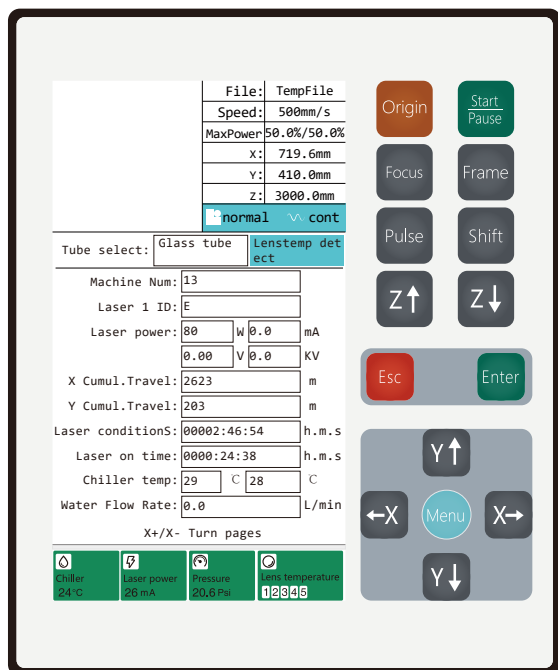 File: TempFile
Speed: 500mm/s
MaxPower 50.0%/50.0%
X: 719.6mm
Y: 410.0mm
Z: 3000.0mm
normal cont
Tube select: Glass tube Lenstemp det
ect
Machine Num: 13
Laser 1 ID: E
Laser power: 80 W 0.0 mA
0.00 V 0.0 KV
X Cumul.Travel: 2623 m
Y Cumul.Travel: 203 m
Laser conditionS: 00002:46:54 h.m.s
Laser on time: 0000:24:38 h.m.s
Chiller temp: 29 ℃ 28 ℃
Water Flow Rate: 0.0 L/min
X+/X- Turn pages
Chiller
24°C
Laser power
26 mA
Pressure
20.6 Psi
Lens temperature
1 2 3 4 5
Origin
Start
Pause
Focus
Frame
Pulse
Shift
Z↑
Z↓
Esc
Enter
Y↑
←X
Menu
X→
Y↓